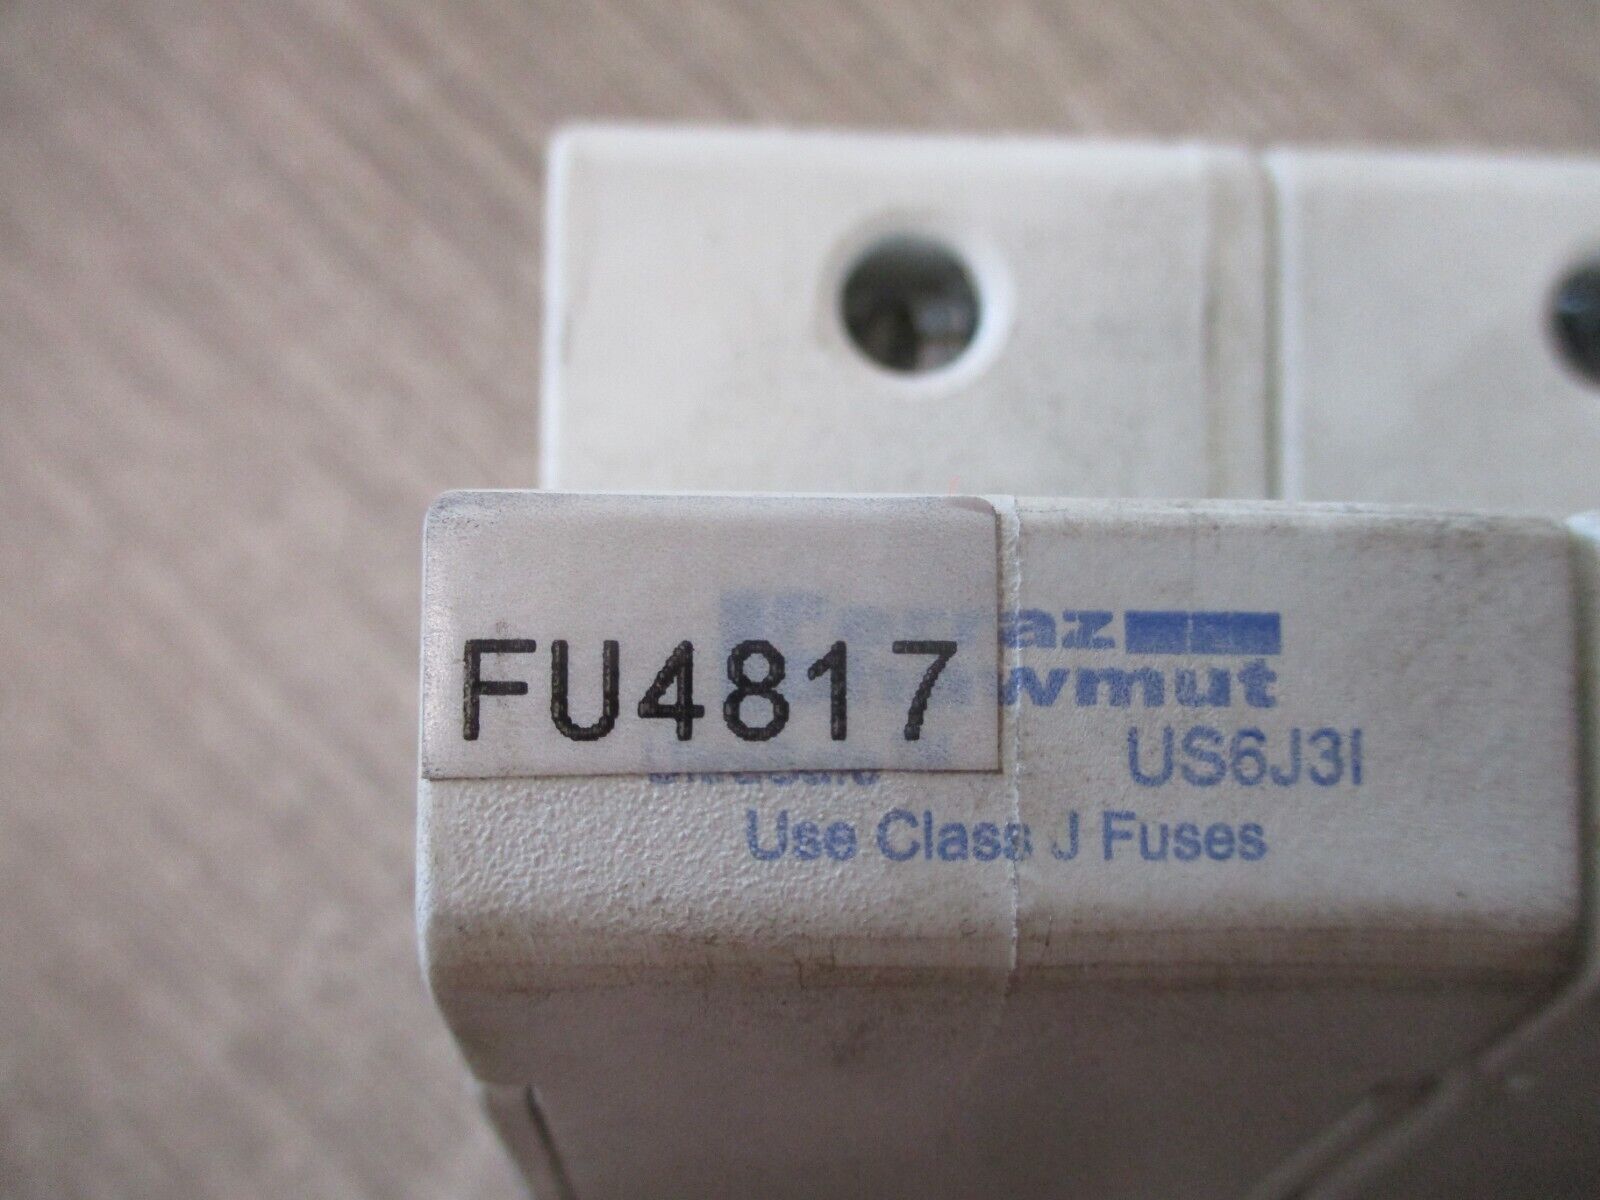 FU4817
az
wmut
US6J3I
Use Class J Fuses